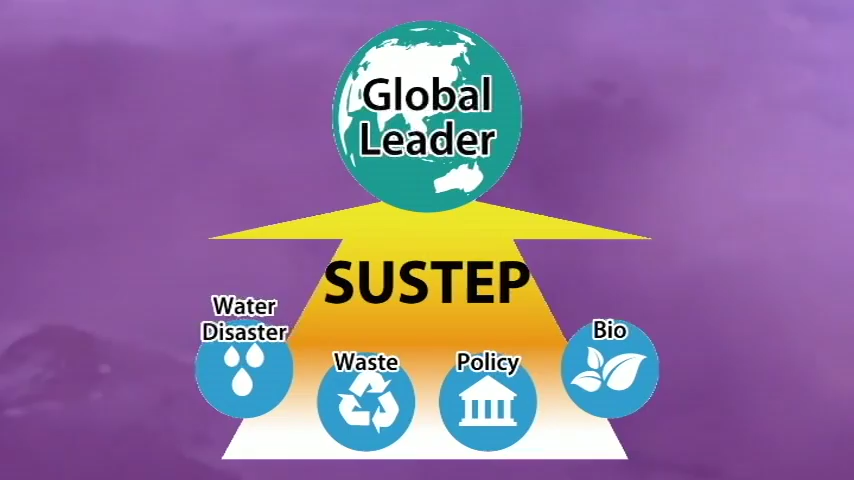 Global
Leader
SUSTEP
Water
Disaster
Waste
Policy
Bio